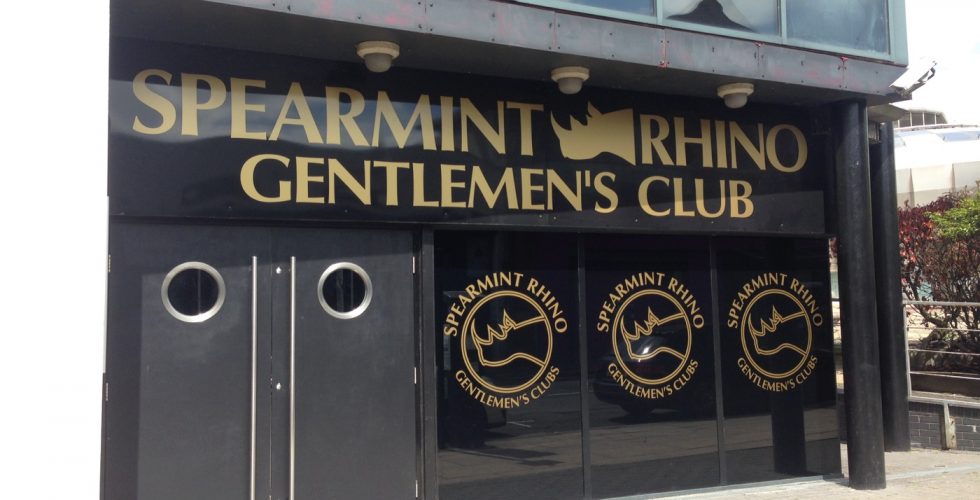 SPEARMINT RHINO
GENTLEMEN'S CLUB
SPEARMINT RHINO
GENTLEMEN'S CLUBS
SPEARMINT RHINO
GENTLEMEN'S CLUBS
SPEARMINT RHINO
GENTLEMEN'S CLUBS